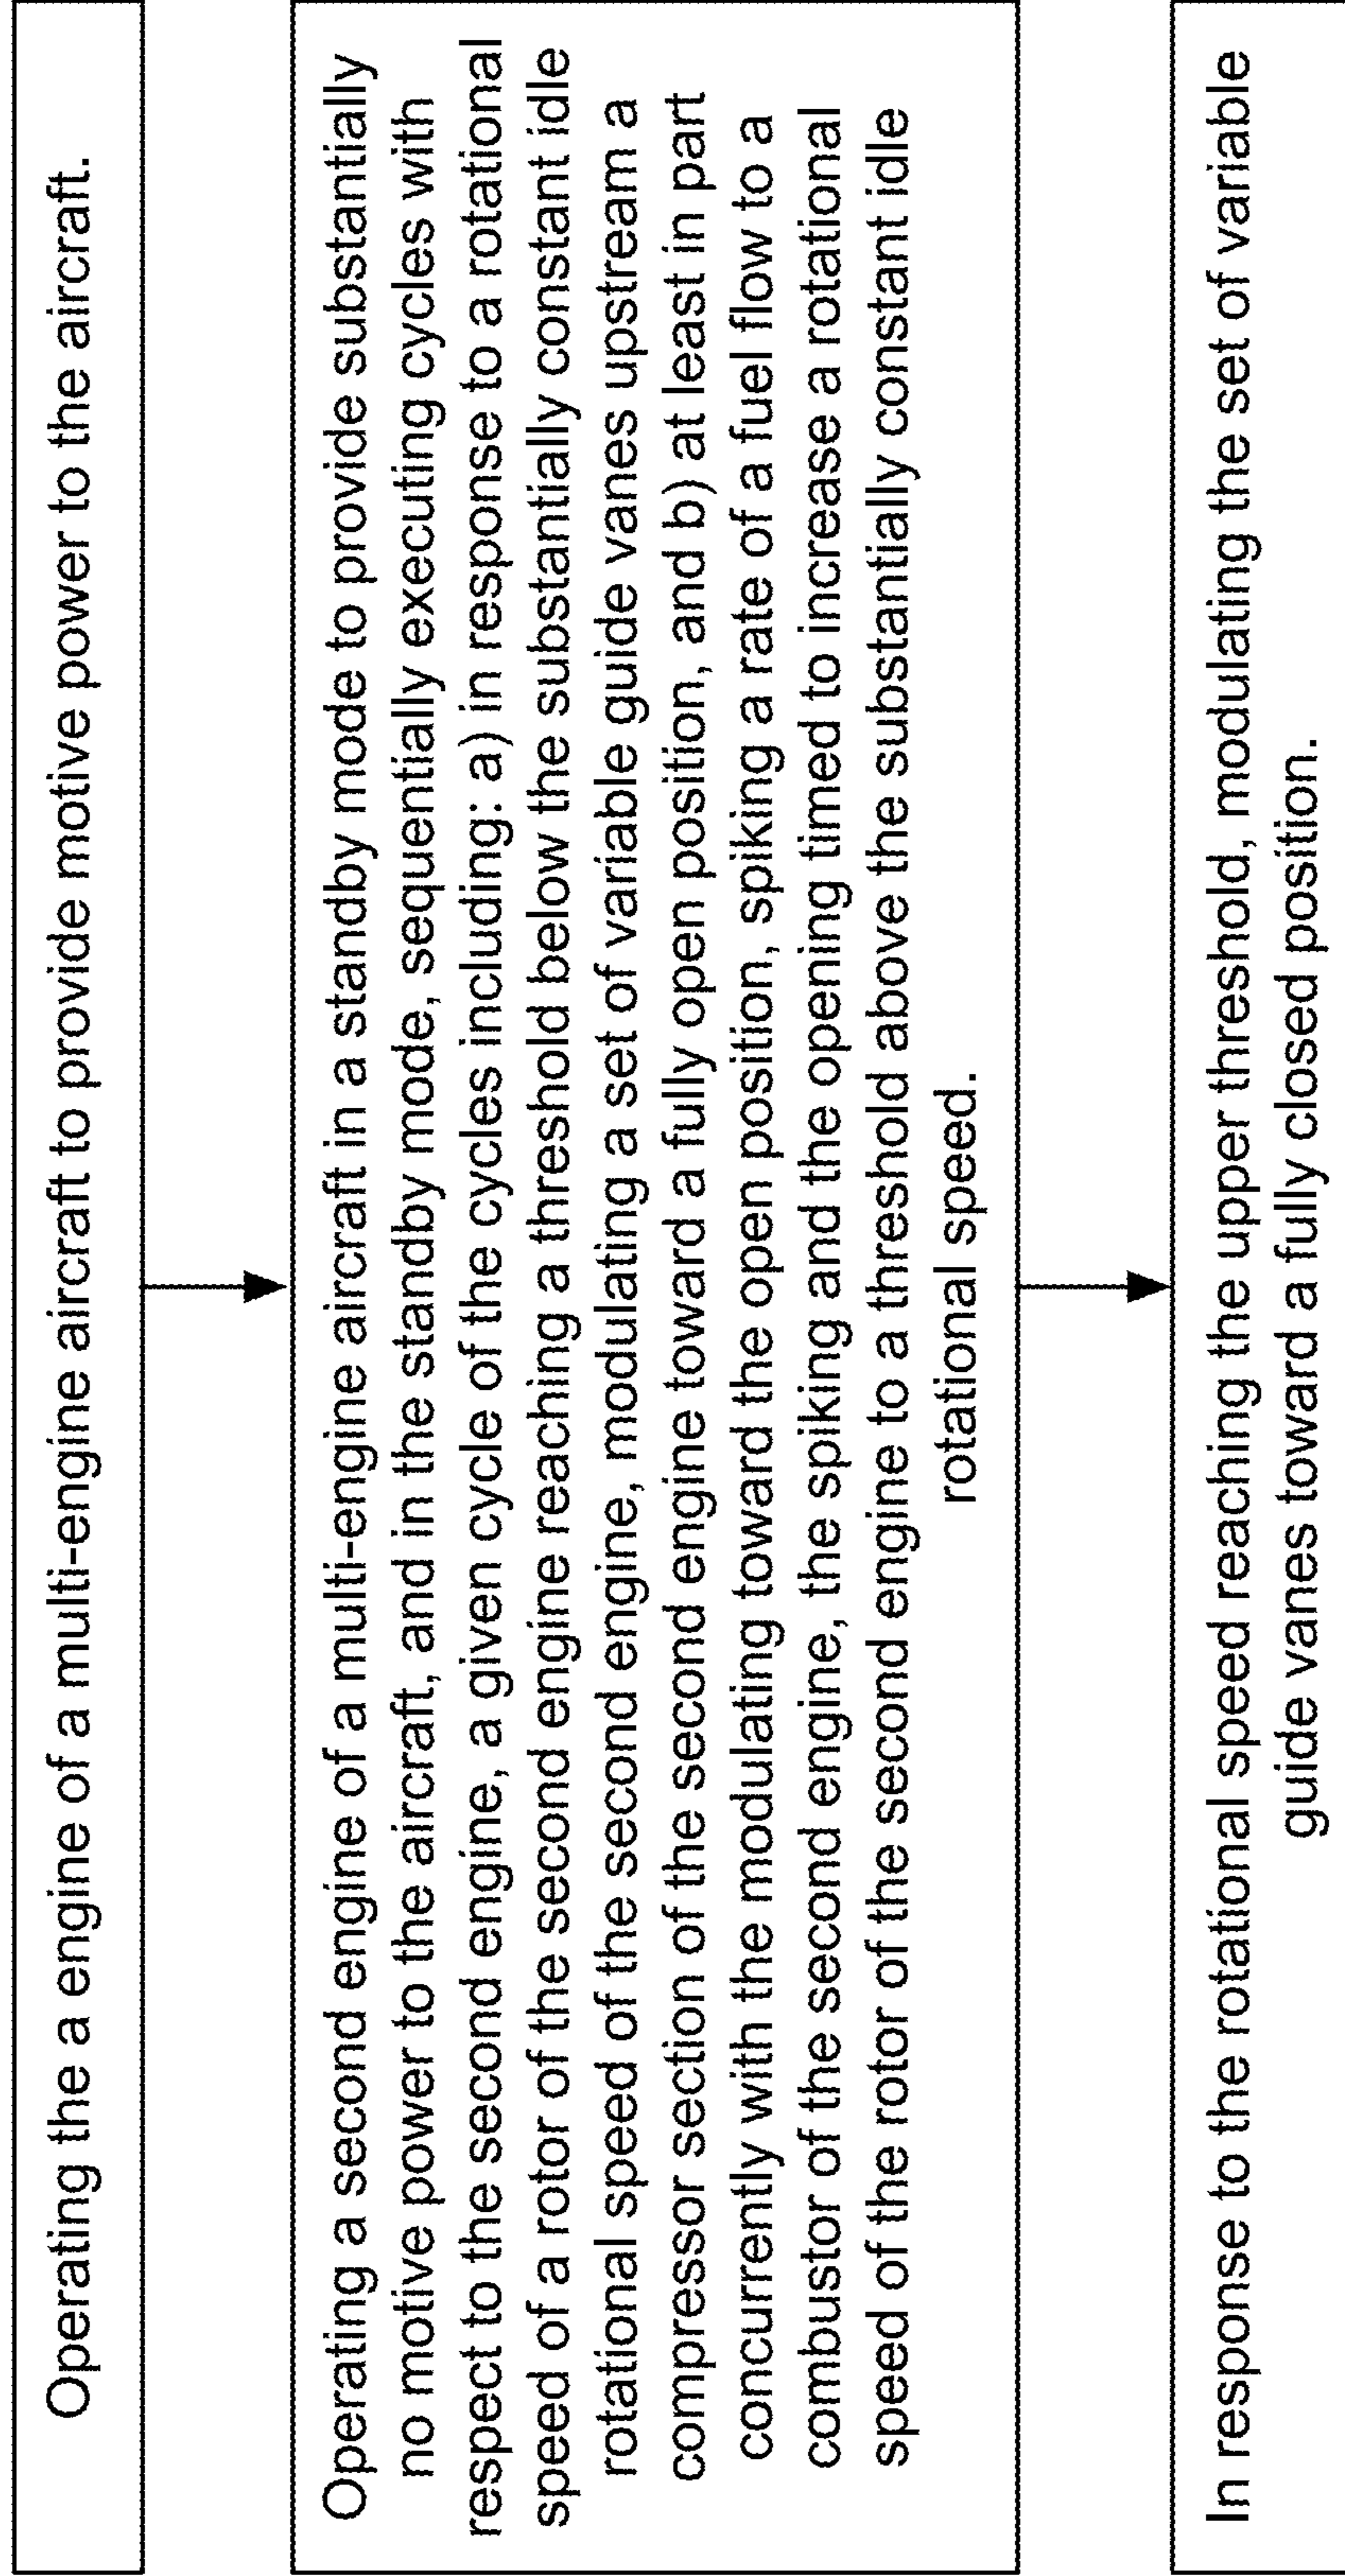 Operating the a engine of a multi-engine aircraft to provide motive power to the aircraft.
Operating a second engine of a multi-engine aircraft in a standby mode to provide substantially
no motive power to the aircraft, and in the standby mode, sequentially executing cycles with
respect to the second engine, a given cycle of the cycles including: a) in response to a rotational
speed of a rotor of the second engine reaching a threshold below the substantially constant idle
rotational speed of the second engine, modulating a set of variable guide vanes upstream a
compressor section of the second engine toward a fully open position, and b) at least in part
concurrently with the modulating toward the open position, spiking a rate of a fuel flow to a
combustor of the second engine, the spiking and the opening timed to increase a rotational
speed of the rotor of the second engine to a threshold above the substantially constant idle
rotational speed.
In response to the rotational speed reaching the upper threshold, modulating the set of variable
guide vanes toward a fully closed position.